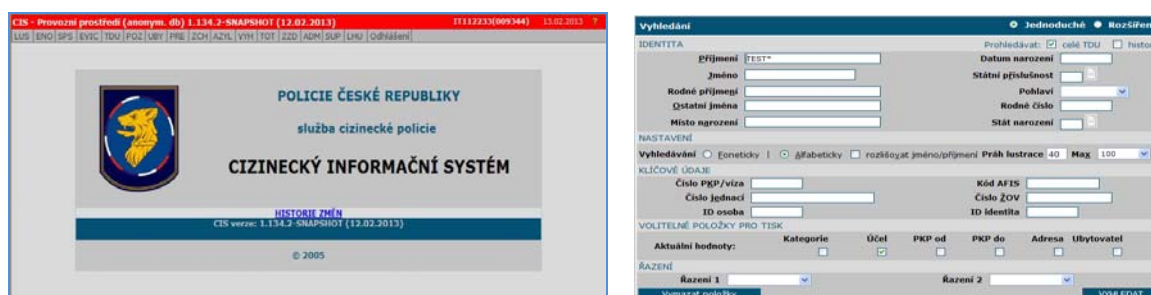 CIS - Provozní prostředí (anonym. db) 1.134.2-SNAPSHOT (12.02.2013) IT112233(009344) 13.02.2013 ?
LUS ENO SPS EVIC TDU POZ UBY PRE ZCH AZYL VYH TOT ZZD ADM SUP LHU Odhlášení
POLICIE ČESKÉ REPUBLIKY
služba cizinecké policie
CIZINECKÝ INFORMAČNÍ SYSTÉM
HISTORIE ZMĚN
CIS verze: 1.134.2-SNAPSHOT (12.02.2013)
© 2005
Vyhledání Jednoduché Rozšířen
IDENTITA Prohledávat: celé TDU histor
Příjmení TEST* Datum narození
Jméno Státní příslušnost
Rodné příjmení Pohlaví
Ostatní jména Rodné číslo
Místo narození Stát narození
NASTAVENÍ
Vyhledávání Foneticky | Alfabeticky rozlišovat jméno/příjmení Práh lustrace 40 Max 100
KLÍČOVÉ ÚDAJE
Číslo PKP/víza Kód AFIS
Číslo jednací Číslo ŽOV
ID osoba ID identita
VOLITELNÉ POLOŽKY PRO TISK
Kategorie Účel PKP od PKP do Adresa Ubytovatel
Aktuální hodnoty:
ŘAZENÍ
Řazení 1 Řazení 2
Vymazat položky VYHLEDAT